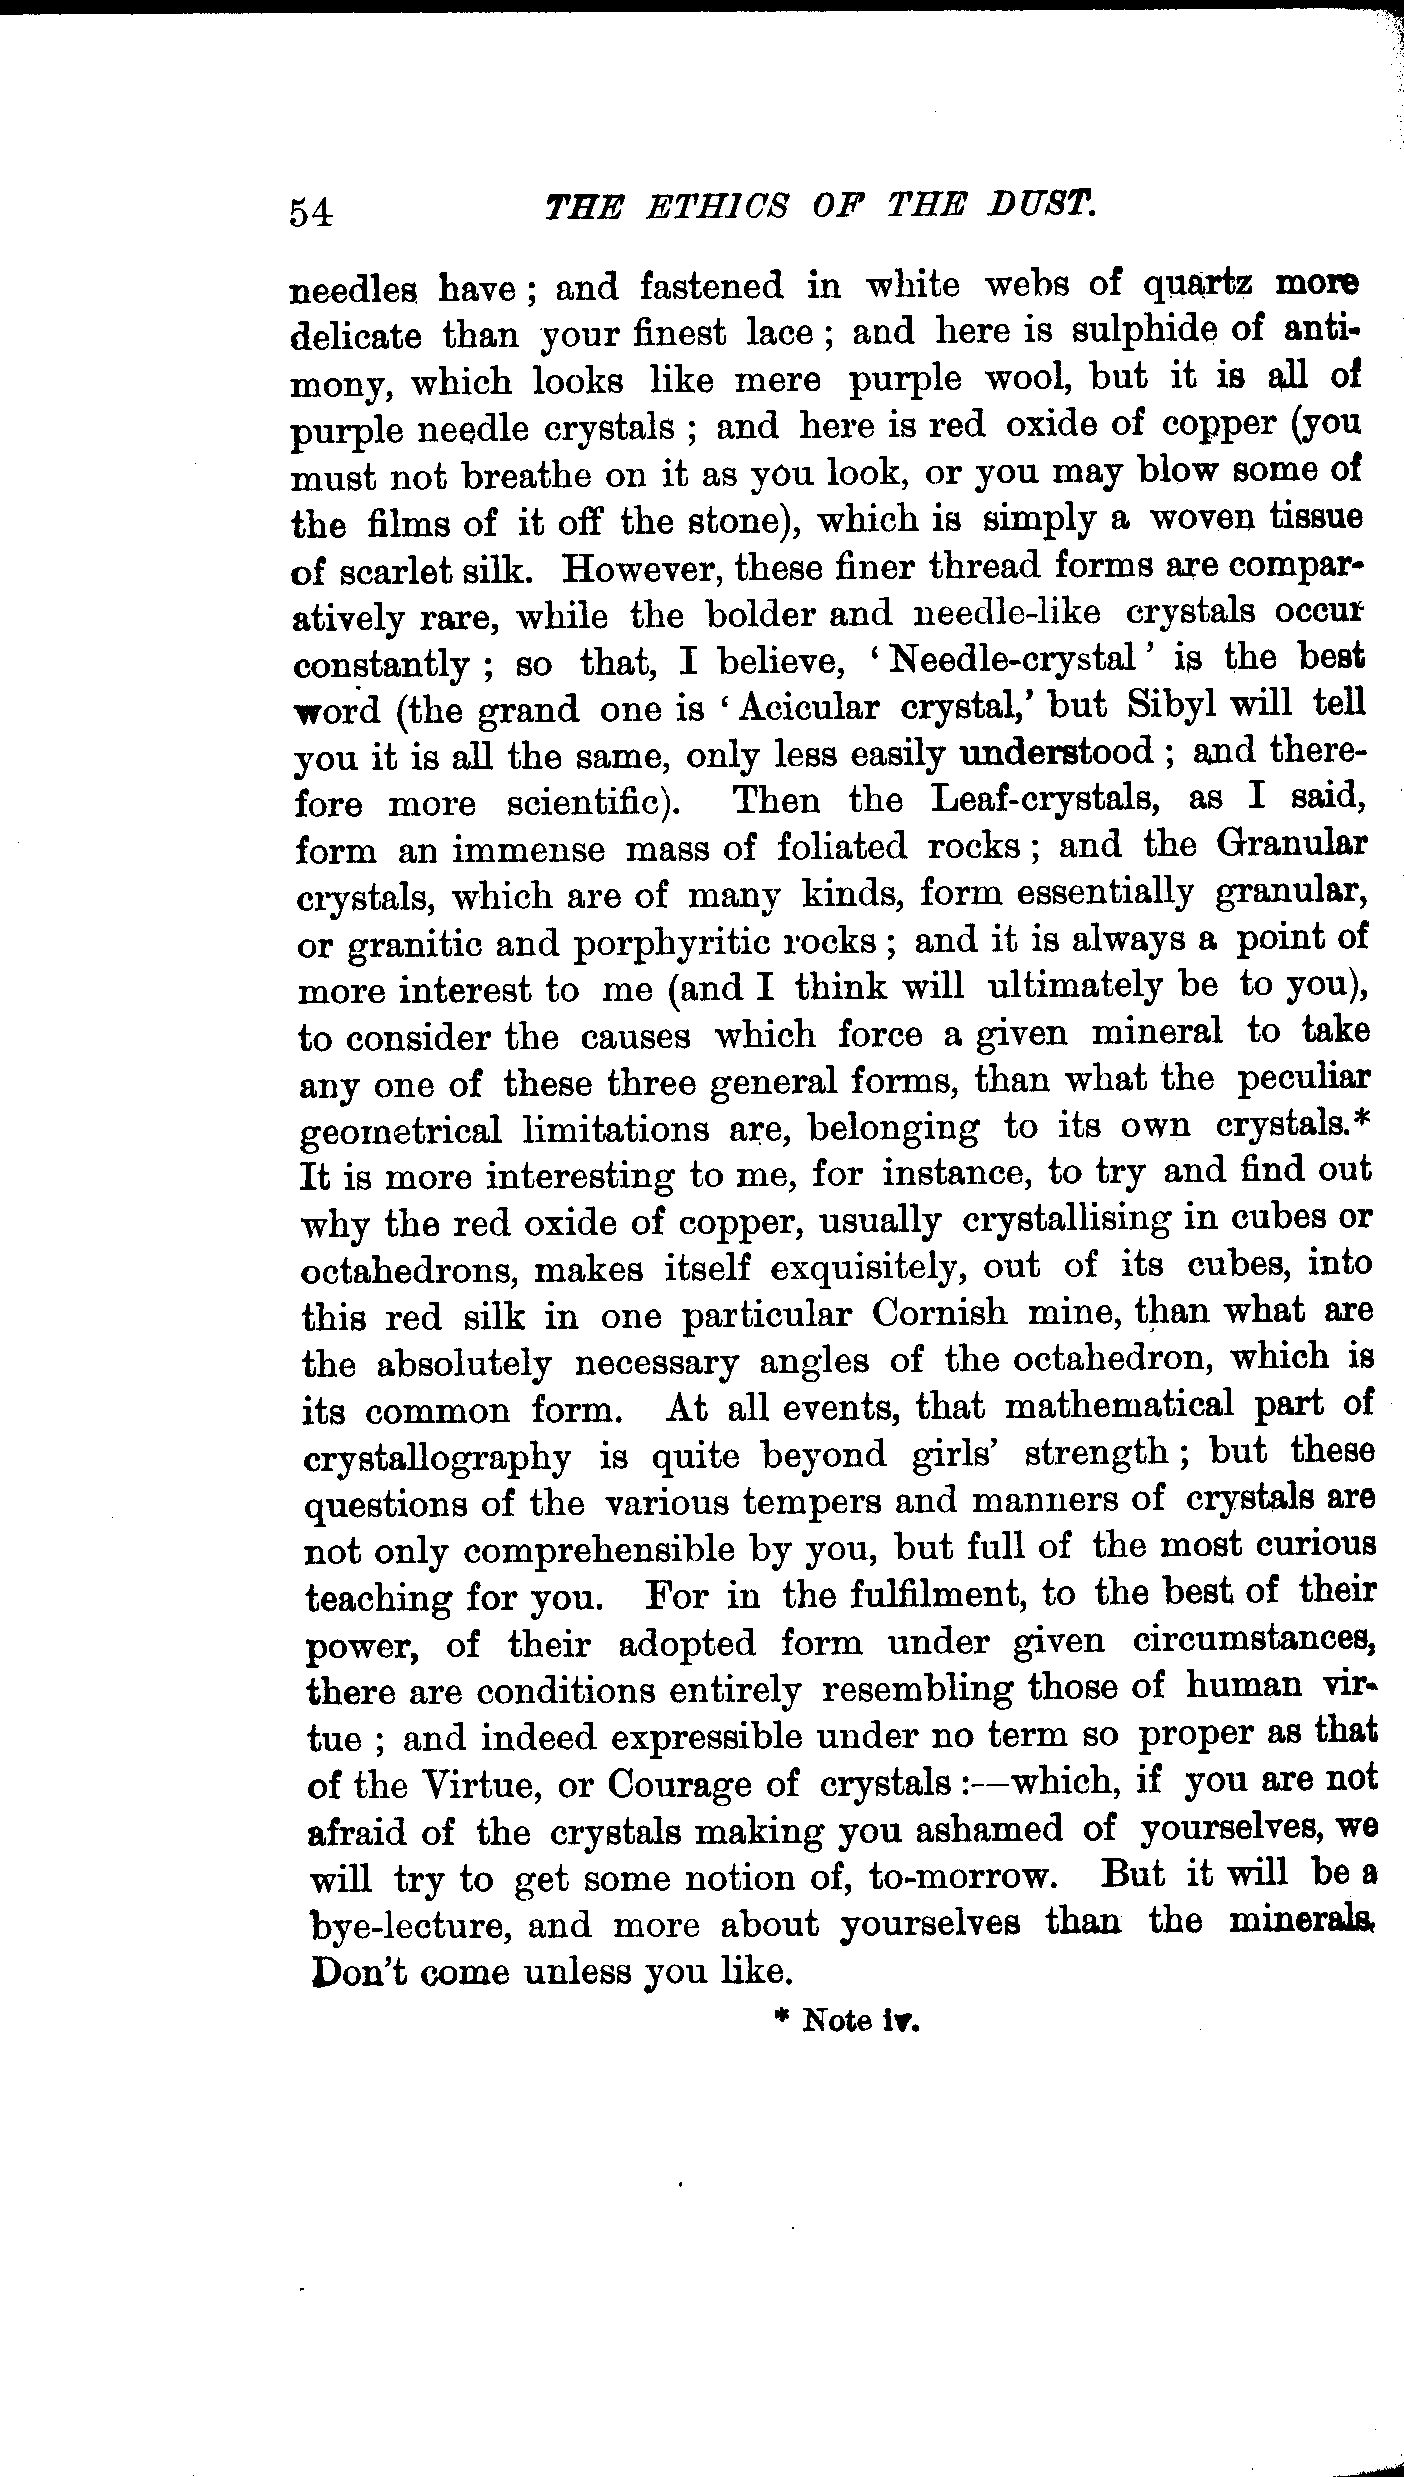 54 THE ETHICS OF THE DUST.
needles have ; and fastened in white webs of quartz more
delicate than your finest lace ; and here is sulphide of anti-
mony, which looks like mere purple wool, but it is all of
purple needle crystals ; and here is red oxide of copper (you
must not breathe on it as you look, or you may blow some of
the films of it off the stone), which is simply a woven tissue
of scarlet silk. However, these finer thread forms are compar-
atively rare, while the bolder and needle-like crystals occur
constantly ; so that, I believe, ‘ Needle-crystal ’ is the best
word (the grand one is ‘ Acicular crystal,’ but Sibyl will tell
you it is all the same, only less easily understood ; and there-
fore more scientific). Then the Leaf-crystals, as I said,
form an immense mass of foliated rocks ; and the Granular
crystals, which are of many kinds, form essentially granular,
or granitic and porphyritic rocks ; and it is always a point of
more interest to me (and I think will ultimately be to you),
to consider the causes which force a given mineral to take
any one of these three general forms, than what the peculiar
geometrical limitations are, belonging to its own crystals.*
It is more interesting to me, for instance, to try and find out
why the red oxide of copper, usually crystallising in cubes or
octahedrons, makes itself exquisitely, out of its cubes, into
this red silk in one particular Cornish mine, than what are
the absolutely necessary angles of the octahedron, which is
its common form. At all events, that mathematical part of
crystallography is quite beyond girls’ strength ; but these
questions of the various tempers and manners of crystals are
not only comprehensible by you, but full of the most curious
teaching for you. For in the fulfilment, to the best of their
power, of their adopted form under given circumstances,
there are conditions entirely resembling those of human vir-
tue ; and indeed expressible under no term so proper as that
of the Virtue, or Courage of crystals :—which, if you are not
afraid of the crystals making you ashamed of yourselves, we
will try to get some notion of, to-morrow. But it will be a
bye-lecture, and more about yourselves than the minerals.
Don’t come unless you like.
* Note iv.